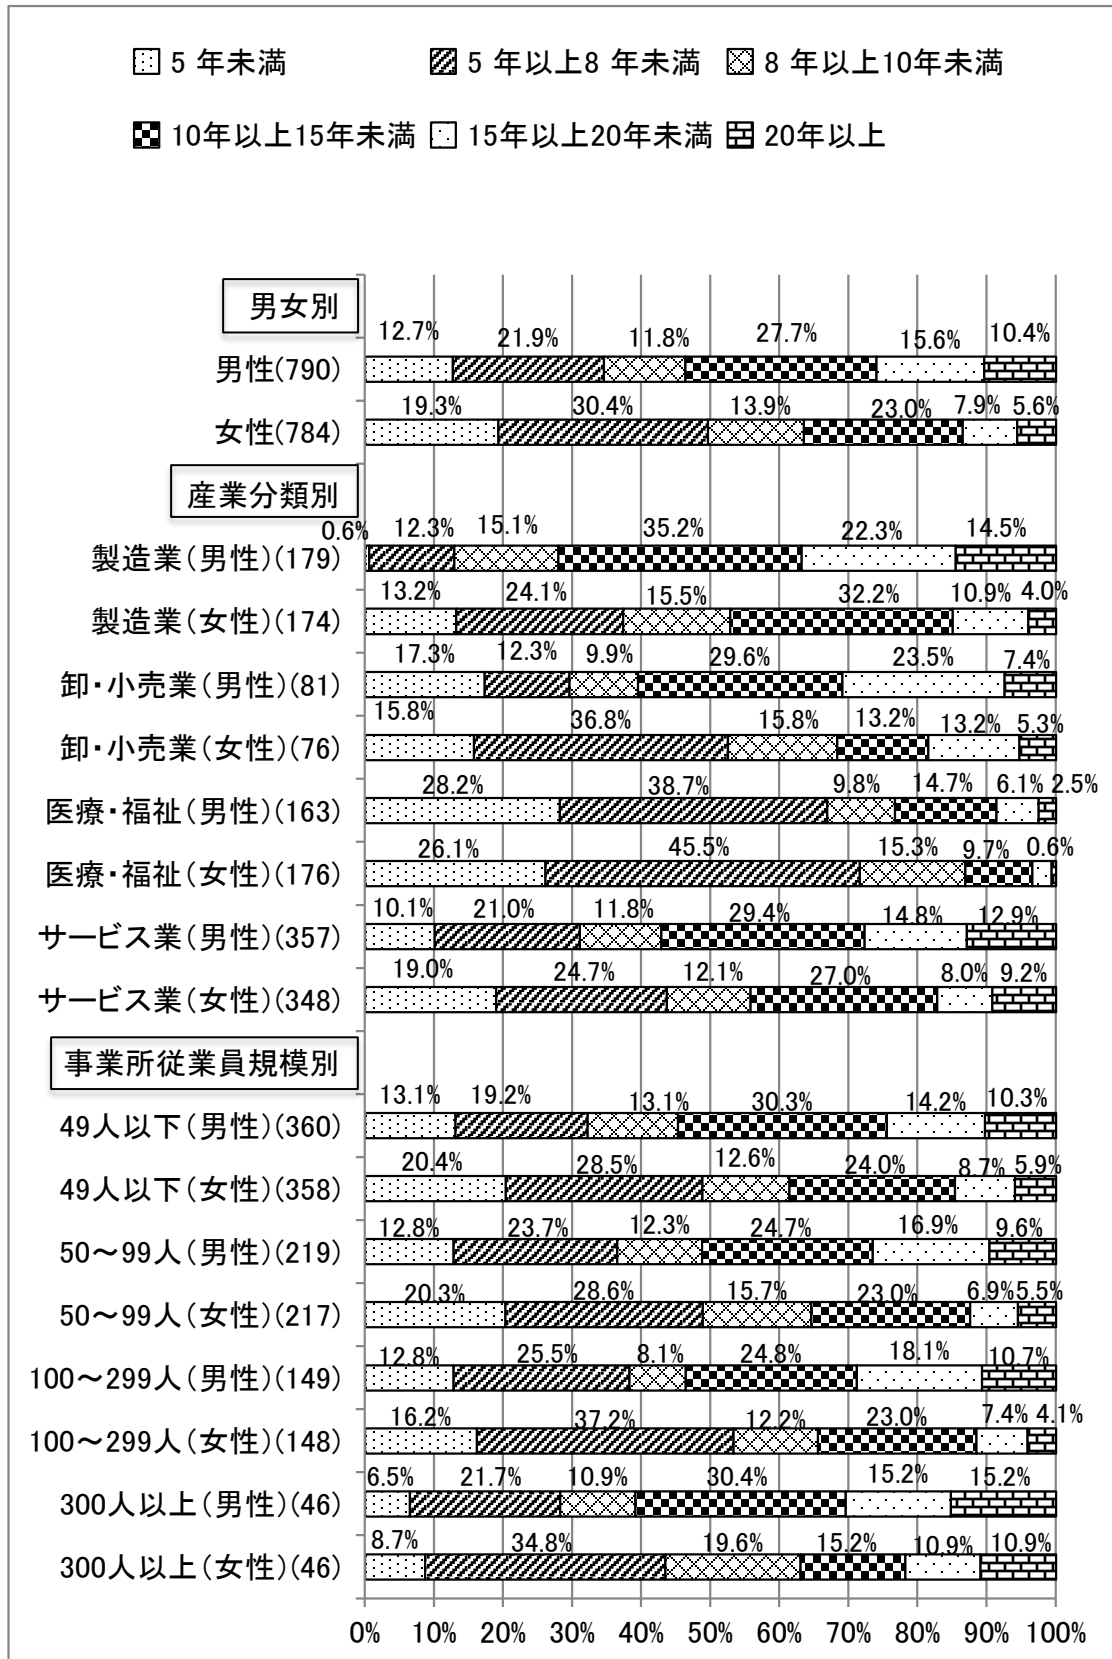 5 年未満 5 年以上8 年未満 8 年以上10年未満
10年以上15年未満 15年以上20年未満 20年以上
男女別
12.7% 21.9% 11.8% 27.7% 15.6% 10.4%
男性(790)
19.3% 30.4% 13.9% 23.0% 7.9% 5.6%
女性(784)
産業分類別
0.6% 12.3% 15.1% 35.2% 22.3% 14.5%
製造業(男性)(179)
13.2% 24.1% 15.5% 32.2% 10.9% 4.0%
製造業(女性)(174)
17.3% 12.3% 9.9% 29.6% 23.5% 7.4%
卸・小売業(男性)(81)
15.8% 36.8% 15.8% 13.2% 13.2% 5.3%
卸・小売業(女性)(76)
28.2% 38.7% 9.8% 14.7% 6.1% 2.5%
医療・福祉(男性)(163)
26.1% 45.5% 15.3% 9.7% 0.6%
医療・福祉(女性)(176)
10.1% 21.0% 11.8% 29.4% 14.8% 12.9%
サービス業(男性)(357)
19.0% 24.7% 12.1% 27.0% 8.0% 9.2%
サービス業(女性)(348)
事業所従業員規模別
13.1% 19.2% 13.1% 30.3% 14.2% 10.3%
49人以下(男性)(360)
20.4% 28.5% 12.6% 24.0% 8.7% 5.9%
49人以下(女性)(358)
12.8% 23.7% 12.3% 24.7% 16.9% 9.6%
50～99人(男性)(219)
20.3% 28.6% 15.7% 23.0% 6.9% 5.5%
50～99人(女性)(217)
12.8% 25.5% 8.1% 24.8% 18.1% 10.7%
100～299人(男性)(149)
16.2% 37.2% 12.2% 23.0% 7.4% 4.1%
100～299人(女性)(148)
6.5% 21.7% 10.9% 30.4% 15.2% 15.2%
300人以上(男性)(46)
8.7% 34.8% 19.6% 15.2% 10.9% 10.9%
300人以上(女性)(46)
0% 10% 20% 30% 40% 50% 60% 70% 80% 90% 100%